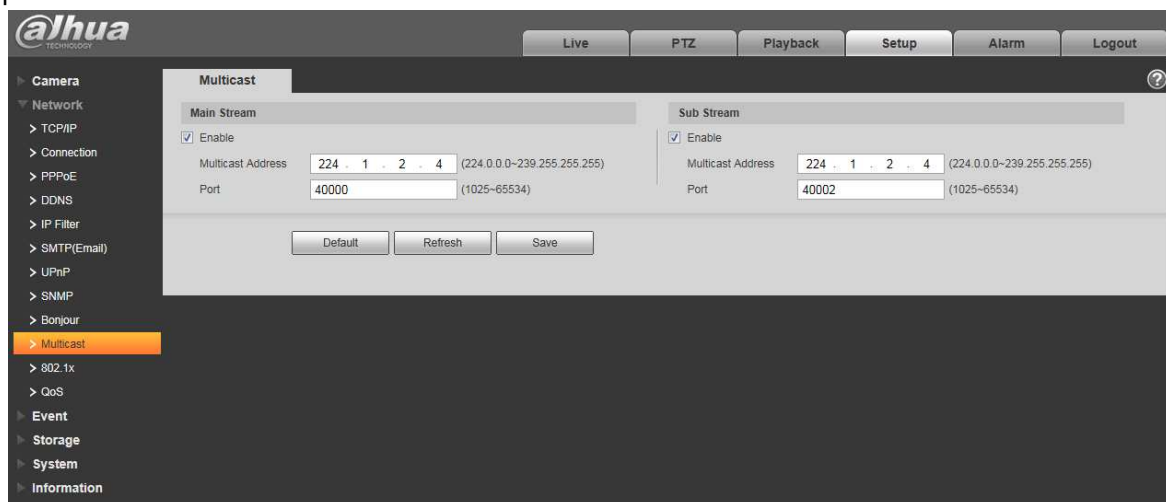 alhua
TECHNOLOGY
Live PTZ Playback Setup Alarm Logout
Camera
Network
> TCP/IP
> Connection
> PPPoE
> DDNS
> IP Filter
> SMTP(Email)
> UPnP
> SNMP
> Bonjour
> Multicast
> 802.1x
> QoS
Event
Storage
System
Information
Multicast
?
Main Stream
Enable
Multicast Address 224 . 1 . 2 . 4 (224.0.0.0~239.255.255.255)
Port 40000 (1025~65534)
Sub Stream
Enable
Multicast Address 224 . 1 . 2 . 4 (224.0.0.0~239.255.255.255)
Port 40002 (1025~65534)
Default Refresh Save